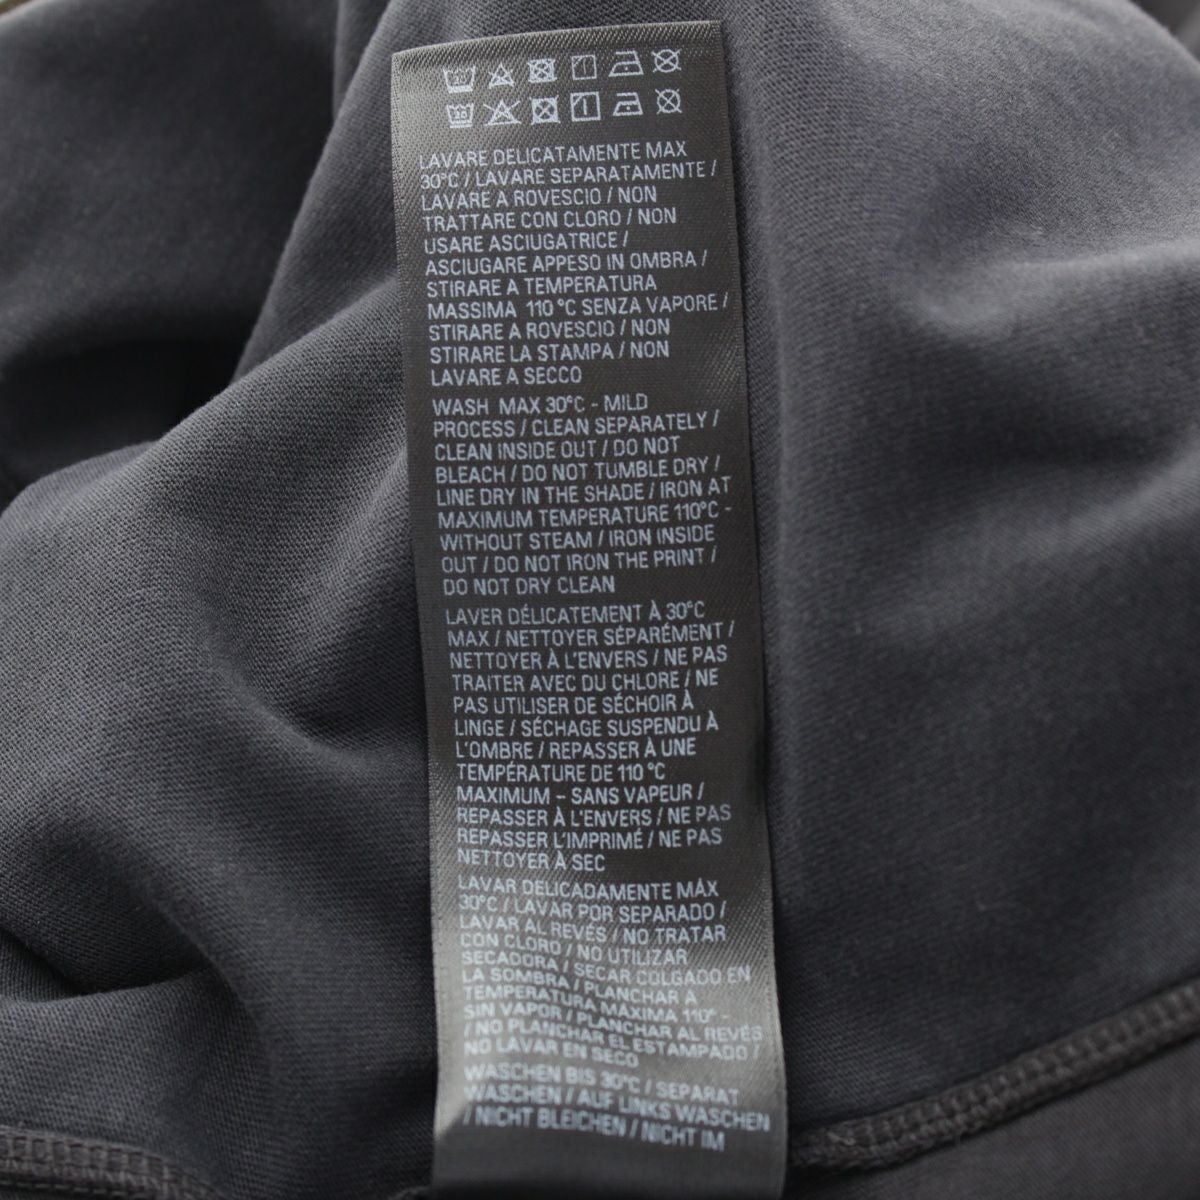 LAVARE DELICATAMENTE MAX
30°C / LAVARE SEPARATAMENTE /
LAVARE A ROVESCIO / NON
TRATTARE CON CLORO / NON
USARE ASCIUGATRICE /
ASCIUGARE APPESO IN OMBRA /
STIRARE A TEMPERATURA
MASSIMA 110 °C SENZA VAPORE /
STIRARE A ROVESCIO / NON
STIRARE LA STAMPA / NON
LAVARE A SECCO
WASH MAX 30°C - MILD
PROCESS / CLEAN SEPARATELY /
CLEAN INSIDE OUT / DO NOT
BLEACH / DO NOT TUMBLE DRY /
LINE DRY IN THE SHADE / IRON AT
MAXIMUM TEMPERATURE 110°C -
WITHOUT STEAM / IRON INSIDE
OUT / DO NOT IRON THE PRINT /
DO NOT DRY CLEAN
LAVER DÉLICATEMENT À 30°C
MAX / NETTOYER SÉPARÉMENT /
NETTOYER À L'ENVERS / NE PAS
TRAITER AVEC DU CHLORE / NE
PAS UTILISER DE SÉCHOIR À
LINGE / SÉCHAGE SUSPENDU À
L'OMBRE / REPASSER À UNE
TEMPÉRATURE DE 110 °C
MAXIMUM – SANS VAPEUR /
REPASSER À L'ENVERS / NE PAS
REPASSER L'IMPRIMÉ / NE PAS
NETTOYER À SEC
LAVAR DELICADAMENTE MÁX
30°C / LAVAR POR SEPARADO /
LAVAR AL REVÉS / NO TRATAR
CON CLORO / NO UTILIZAR
SECADORA / SECAR COLGADO EN
LA SOMBRA / PLANCHAR A
TEMPERATURA MÁXIMA 110° -
SIN VAPOR / PLANCHAR AL REVÉS
/ NO PLANCHAR EL ESTAMPADO /
NO LAVAR EN SECO
WASCHEN BIS 30°C / SEPARAT
WASCHEN / AUF LINKS WASCHEN
/ NICHT BLEICHEN / NICHT IM